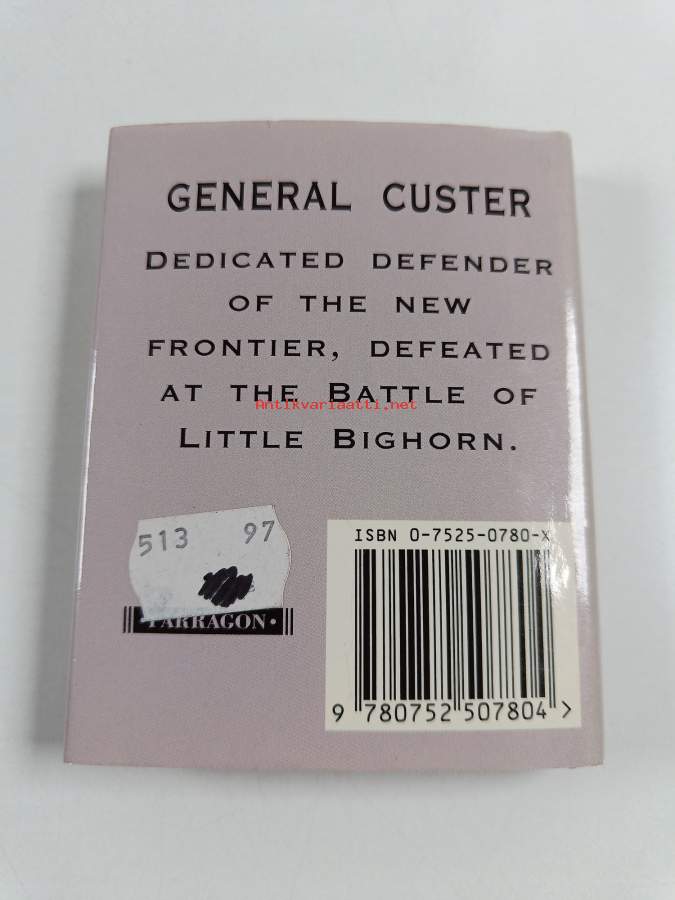 GENERAL CUSTER
DEDICATED DEFENDER
OF THE NEW
FRONTIER, DEFEATED
AT THE BATTLE OF
Antikvariaatti.net
LITTLE BIGHORN.
513 97
•PARRAGON•
ISBN 0-7525-0780-X
9 780752 507804 >